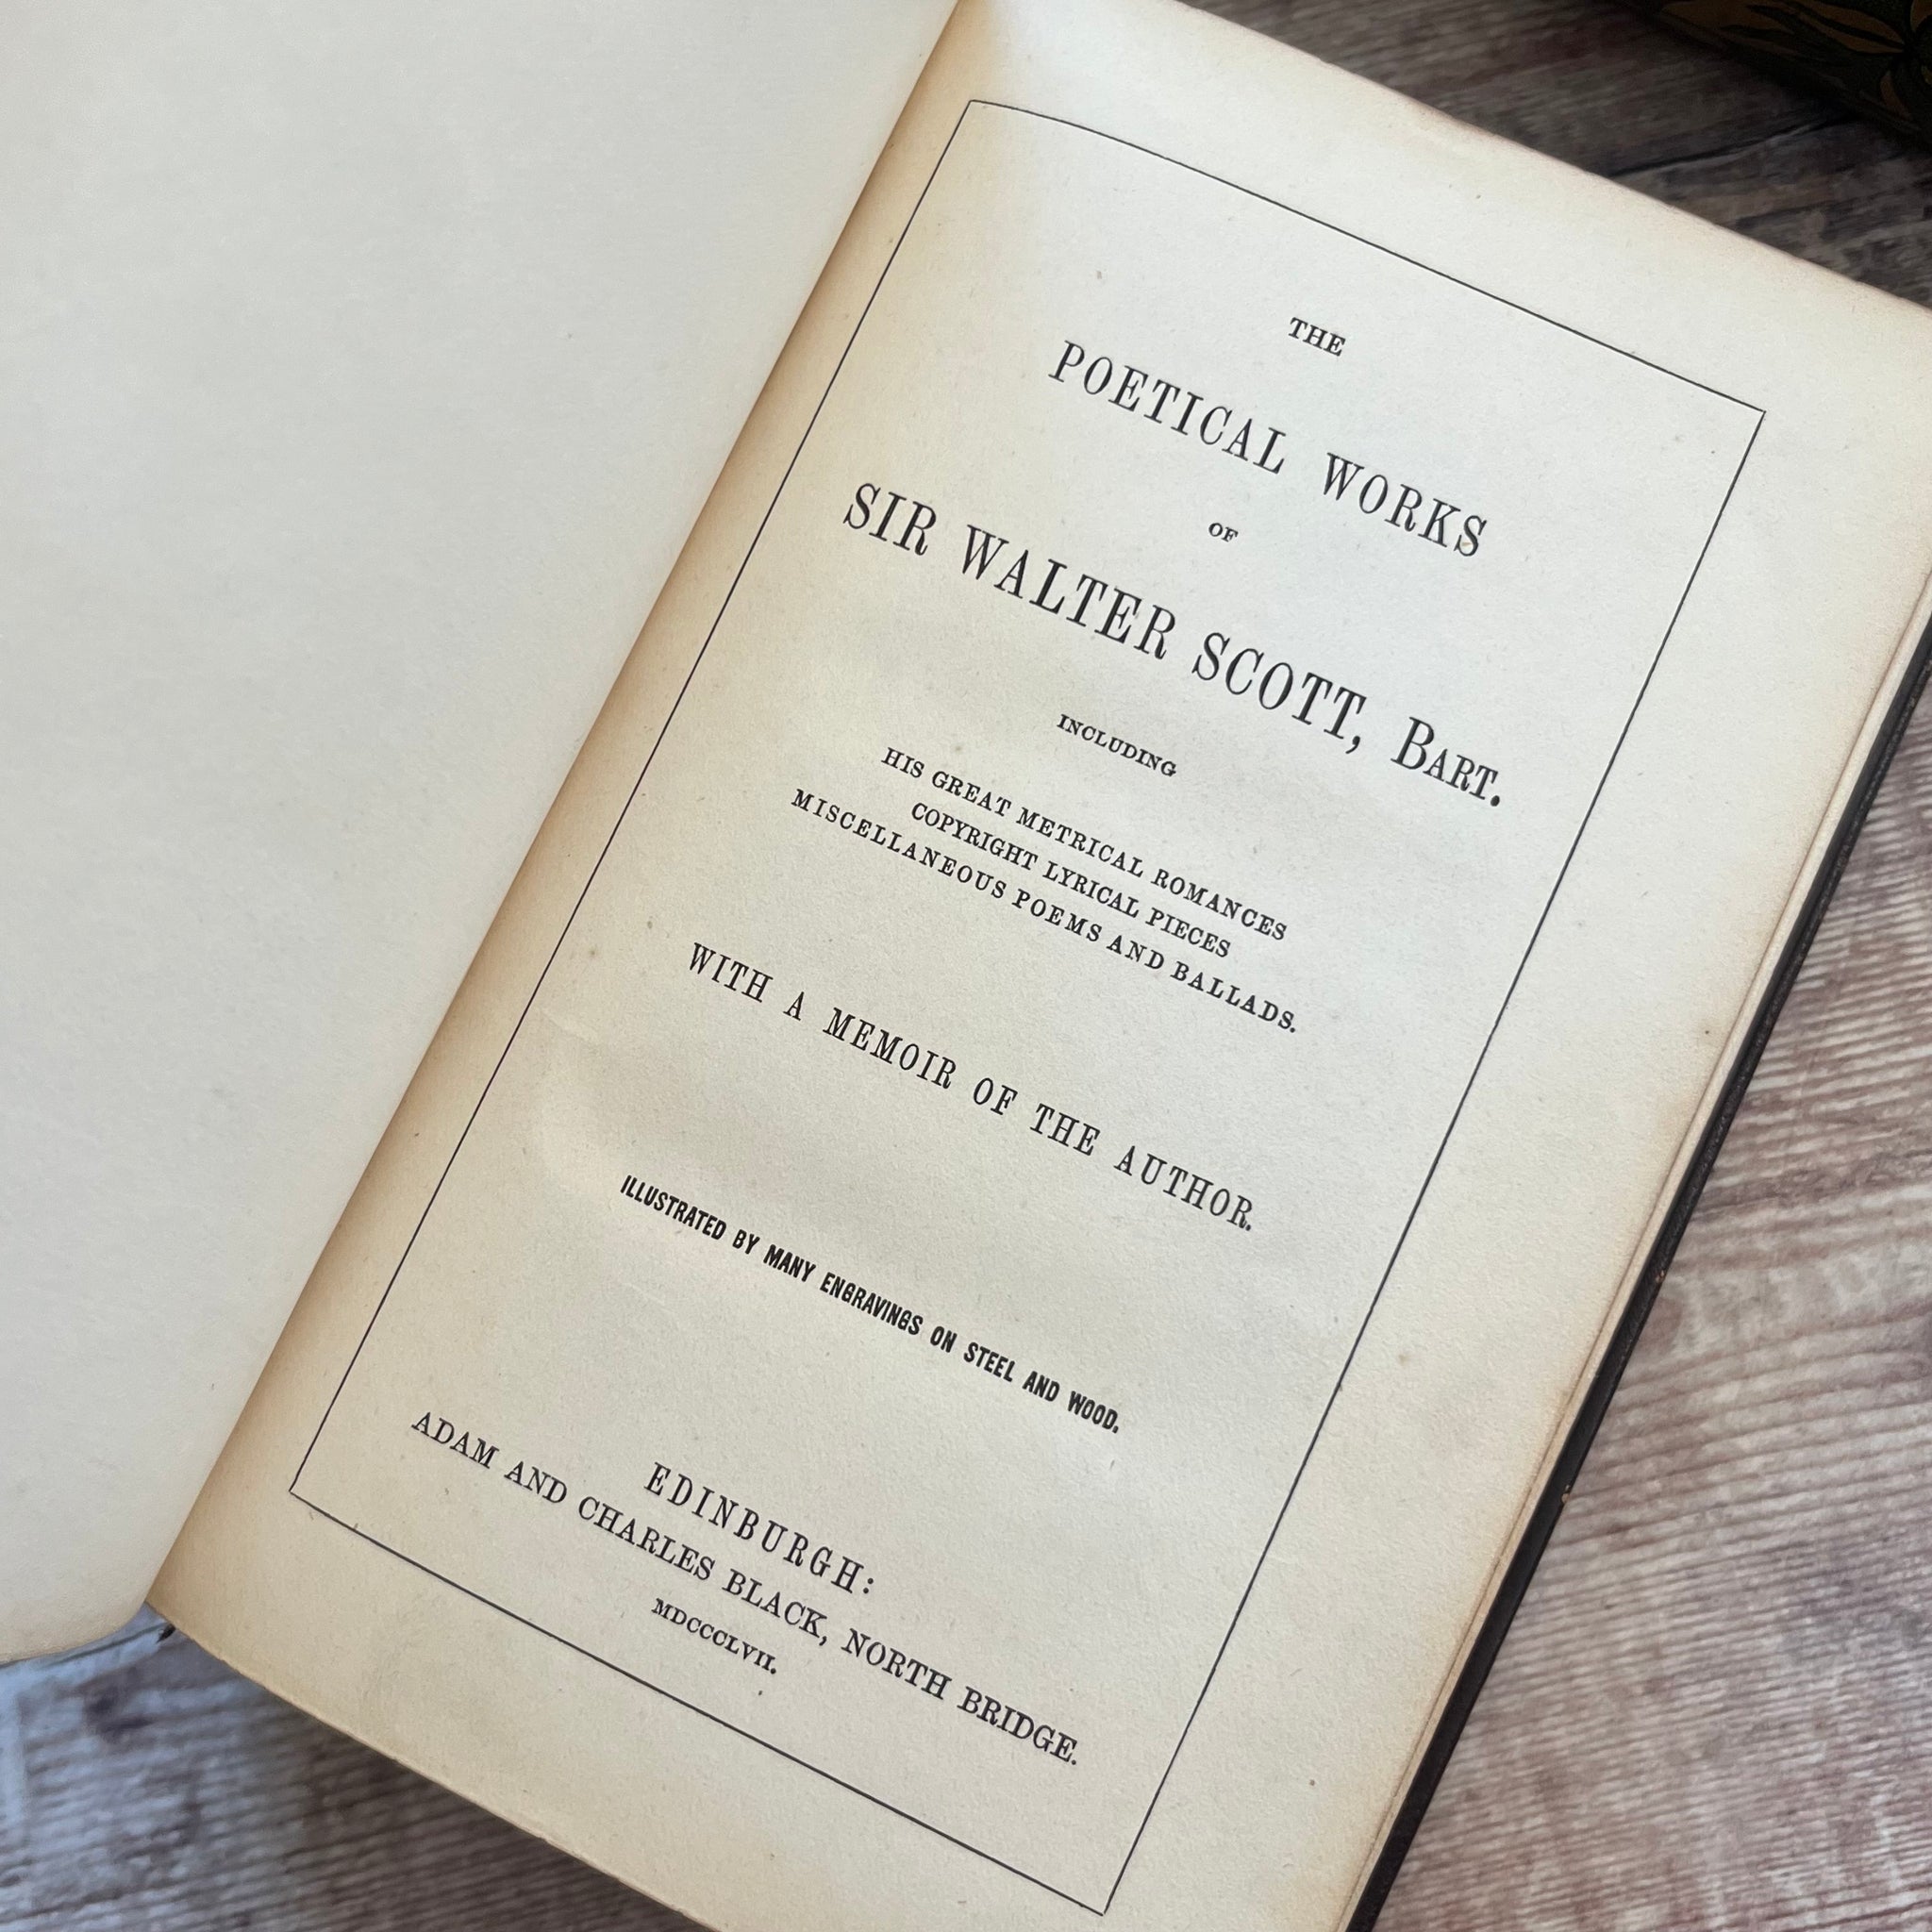 THE
POETICAL WORKS
OF
SIR WALTER SCOTT, BART.
INCLUDING
HIS GREAT METRICAL ROMANCES
COPYRIGHT LYRICAL PIECES
MISCELLANEOUS POEMS AND BALLADS.
WITH A MEMOIR OF THE AUTHOR.
ILLUSTRATED BY MANY ENGRAVINGS ON STEEL AND WOOD.
EDINBURGH:
ADAM AND CHARLES BLACK, NORTH BRIDGE.
MDCCCLVII.